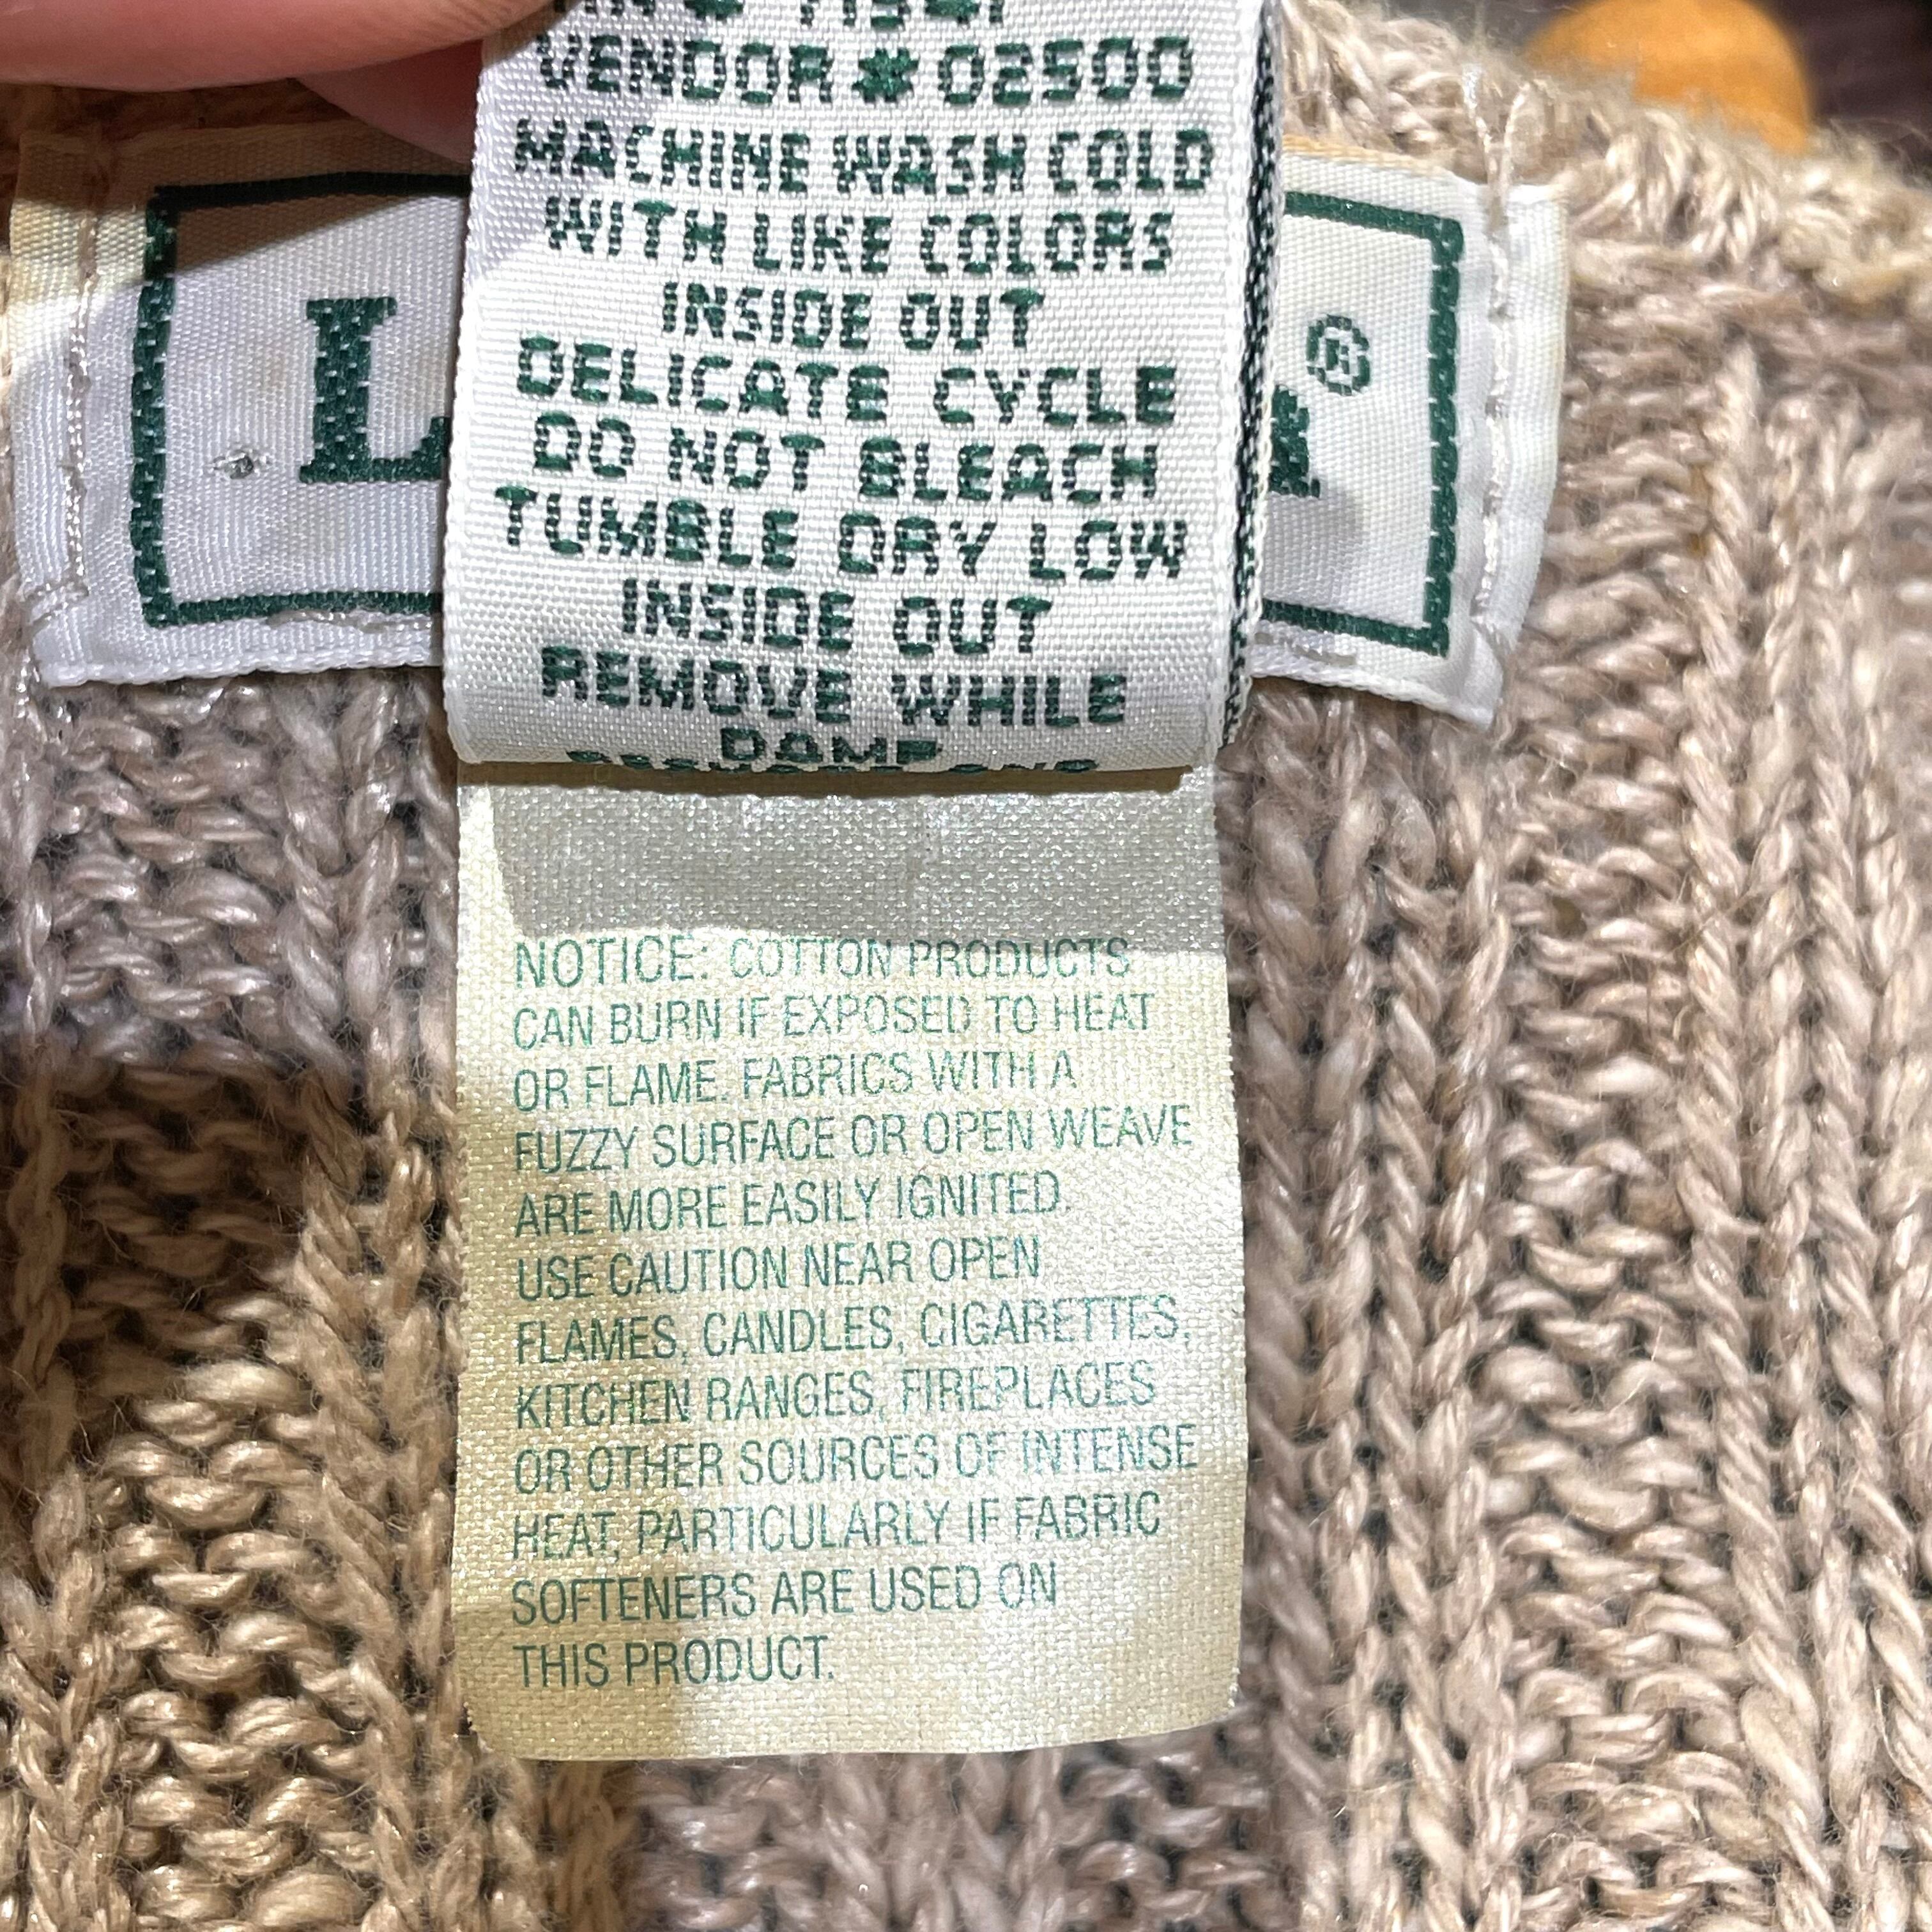 VENDOR # 02500
MACHINE WASH COLD
WITH LIKE COLORS
INSIDE OUT
DELICATE CYCLE
DO NOT BLEACH
TUMBLE DRY LOW
INSIDE OUT
REMOVE WHILE
DAMP
L
®
NOTICE: COTTON PRODUCTS
CAN BURN IF EXPOSED TO HEAT
OR FLAME. FABRICS WITH A
FUZZY SURFACE OR OPEN WEAVE
ARE MORE EASILY IGNITED.
USE CAUTION NEAR OPEN
FLAMES, CANDLES, CIGARETTES,
KITCHEN RANGES, FIREPLACES
OR OTHER SOURCES OF INTENSE
HEAT, PARTICULARLY IF FABRIC
SOFTENERS ARE USED ON
THIS PRODUCT.